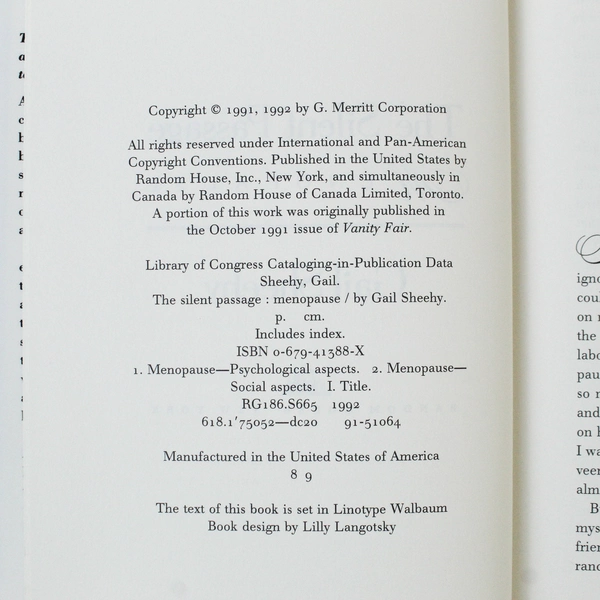 Copyright © 1991, 1992 by G. Merritt Corporation
All rights reserved under International and Pan-American
Copyright Conventions. Published in the United States by
Random House, Inc., New York, and simultaneously in
Canada by Random House of Canada Limited, Toronto.
A portion of this work was originally published in
the October 1991 issue of Vanity Fair.
Library of Congress Cataloging-in-Publication Data
Sheehy, Gail.
The silent passage : menopause / by Gail Sheehy.
p. cm.
Includes index.
ISBN 0-679-41388-X
1. Menopause—Psychological aspects. 2. Menopause—
Social aspects. I. Title.
RG186.S665 1992
618.1'75052—dc20 91-51064
Manufactured in the United States of America
8 9
The text of this book is set in Linotype Walbaum
Book design by Lilly Langotsky